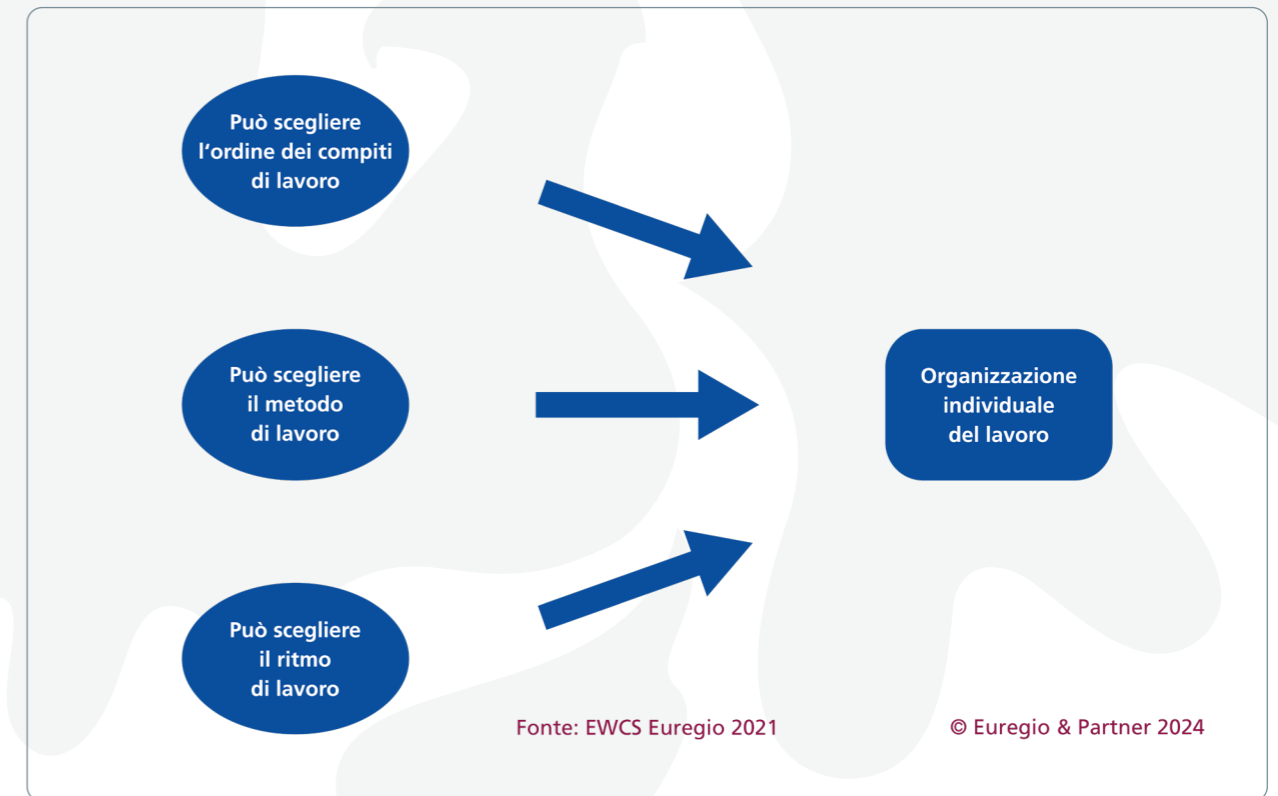 Può scegliere
l‘ordine dei compiti
di lavoro
Può scegliere
il metodo
di lavoro
Organizzazione
individuale
del lavoro
Può scegliere
il ritmo
di lavoro
Fonte: EWCS Euregio 2021
© Euregio & Partner 2024